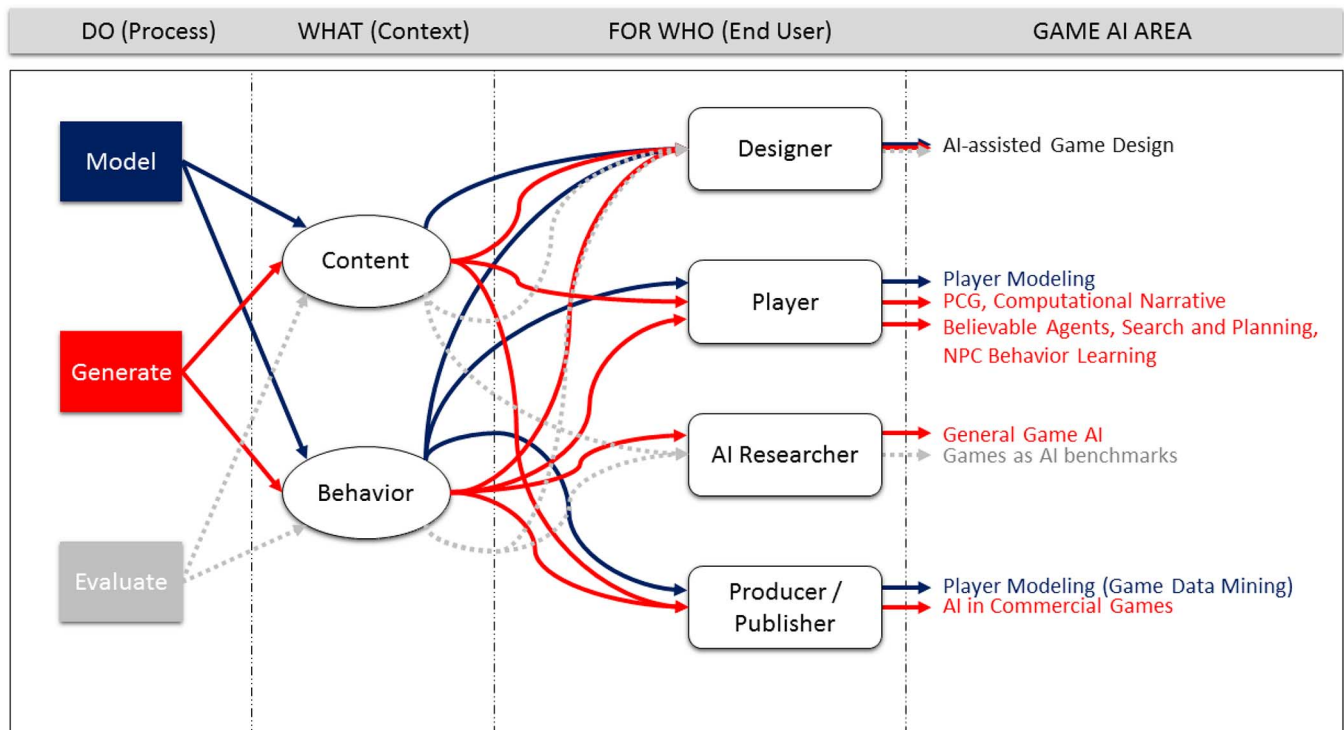 DO (Process)
WHAT (Context)
FOR WHO (End User)
GAME AI AREA
Model
Generate
Evaluate
Content
Behavior
Designer
Player
AI Researcher
Producer /
Publisher
AI-assisted Game Design
Player Modeling
PCG, Computational Narrative
Believable Agents, Search and Planning,
NPC Behavior Learning
General Game AI
Games as AI benchmarks
Player Modeling (Game Data Mining)
AI in Commercial Games